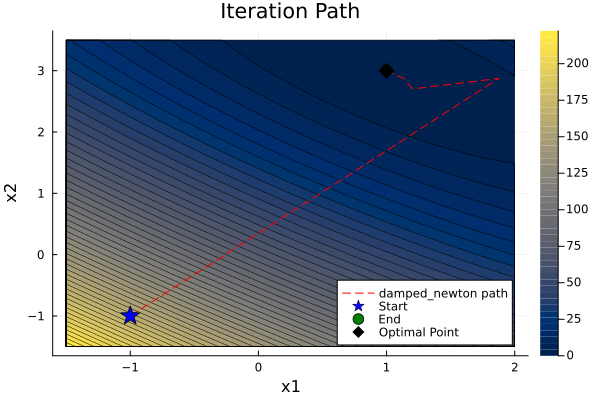 Iteration Path
x2
3
2
1
0
−1
−1
0
1
2
x1
damped_newton path
Start
End
Optimal Point
200
175
150
125
100
75
50
25
0